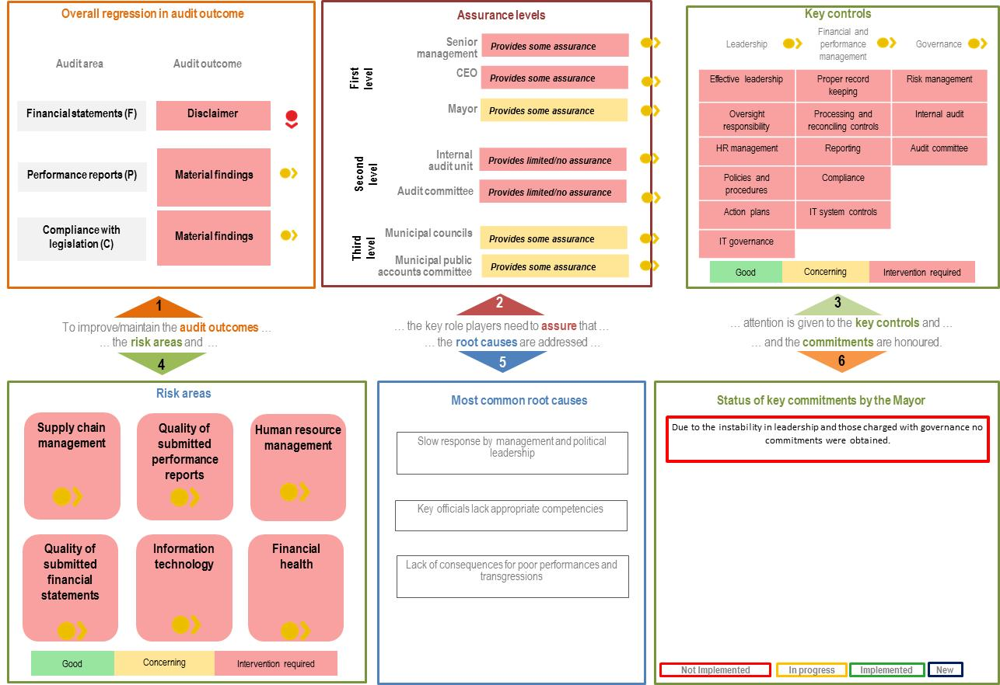 Overall regression in audit outcome
Audit area
Audit outcome
Financial statements (F)
Disclaimer
Performance reports (P)
Material findings
Compliance with
legislation (C)
Material findings
Assurance levels
First
level
Senior
management
Provides some assurance
CEO
Provides some assurance
Mayor
Provides some assurance
Second
level
Internal
audit unit
Provides limited/no assurance
Audit committee
Provides limited/no assurance
Third
level
Municipal councils
Provides some assurance
Municipal public
accounts committee
Provides some assurance
Key controls
Leadership
Financial and
performance
management
Governance
Effective leadership
Proper record
keeping
Risk management
Oversight
responsibility
Processing and
reconciling controls
Internal audit
HR management
Reporting
Audit committee
Policies and
procedures
Compliance
Action plans
IT system controls
IT governance
Good
Concerning
Intervention required
1
To improve/maintain the audit outcomes ...
... the risk areas and ...
4
2
... the key role players need to assure that ...
... the root causes are addressed ...
5
3
... attention is given to the key controls and ...
... and the commitments are honoured.
6
Risk areas
Supply chain
management
Quality of
submitted
performance
reports
Human resource
management
Quality of
submitted
financial
statements
Information
technology
Financial
health
Good
Concerning
Intervention required
Most common root causes
Slow response by management and political
leadership
Key officials lack appropriate competencies
Lack of consequences for poor performances and
transgressions
Status of key commitments by the Mayor
Due to the instability in leadership and those charged with governance no
commitments were obtained.
Not Implemented
In progress
Implemented
New